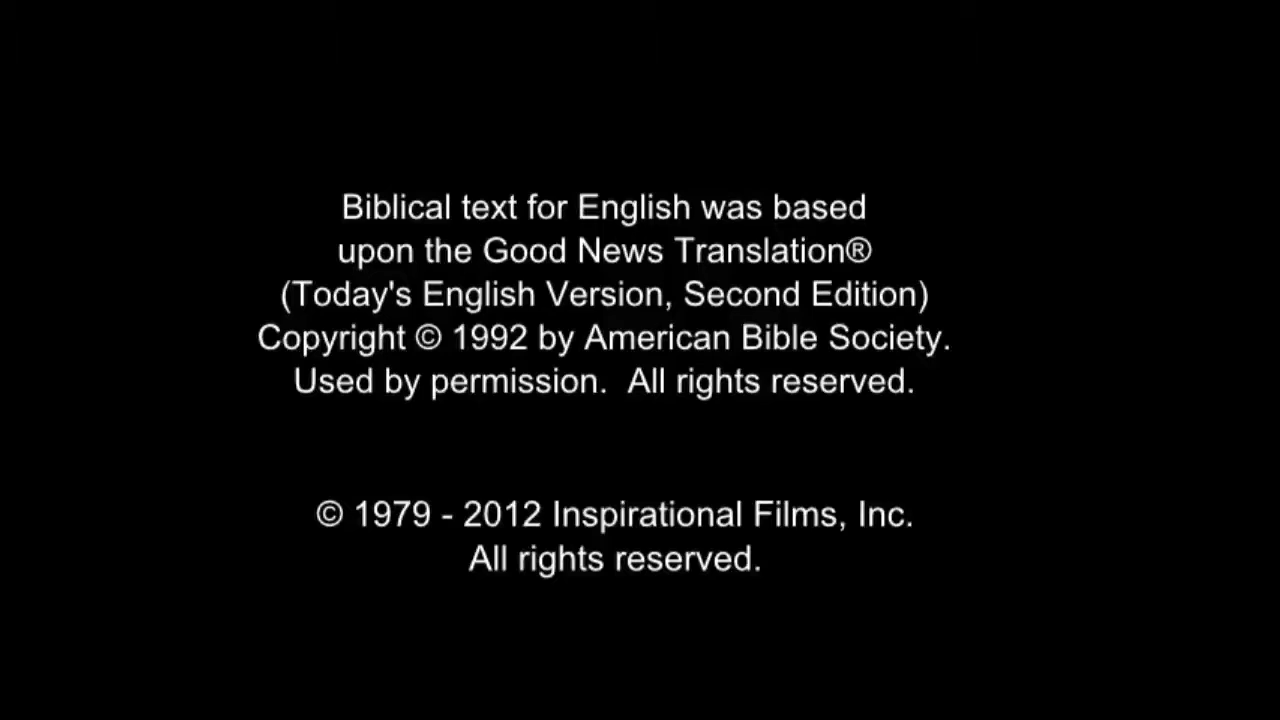 Biblical text for English was based
upon the Good News Translation®
(Today's English Version, Second Edition)
Copyright © 1992 by American Bible Society.
Used by permission.  All rights reserved.
© 1979 - 2012 Inspirational Films, Inc.
All rights reserved.